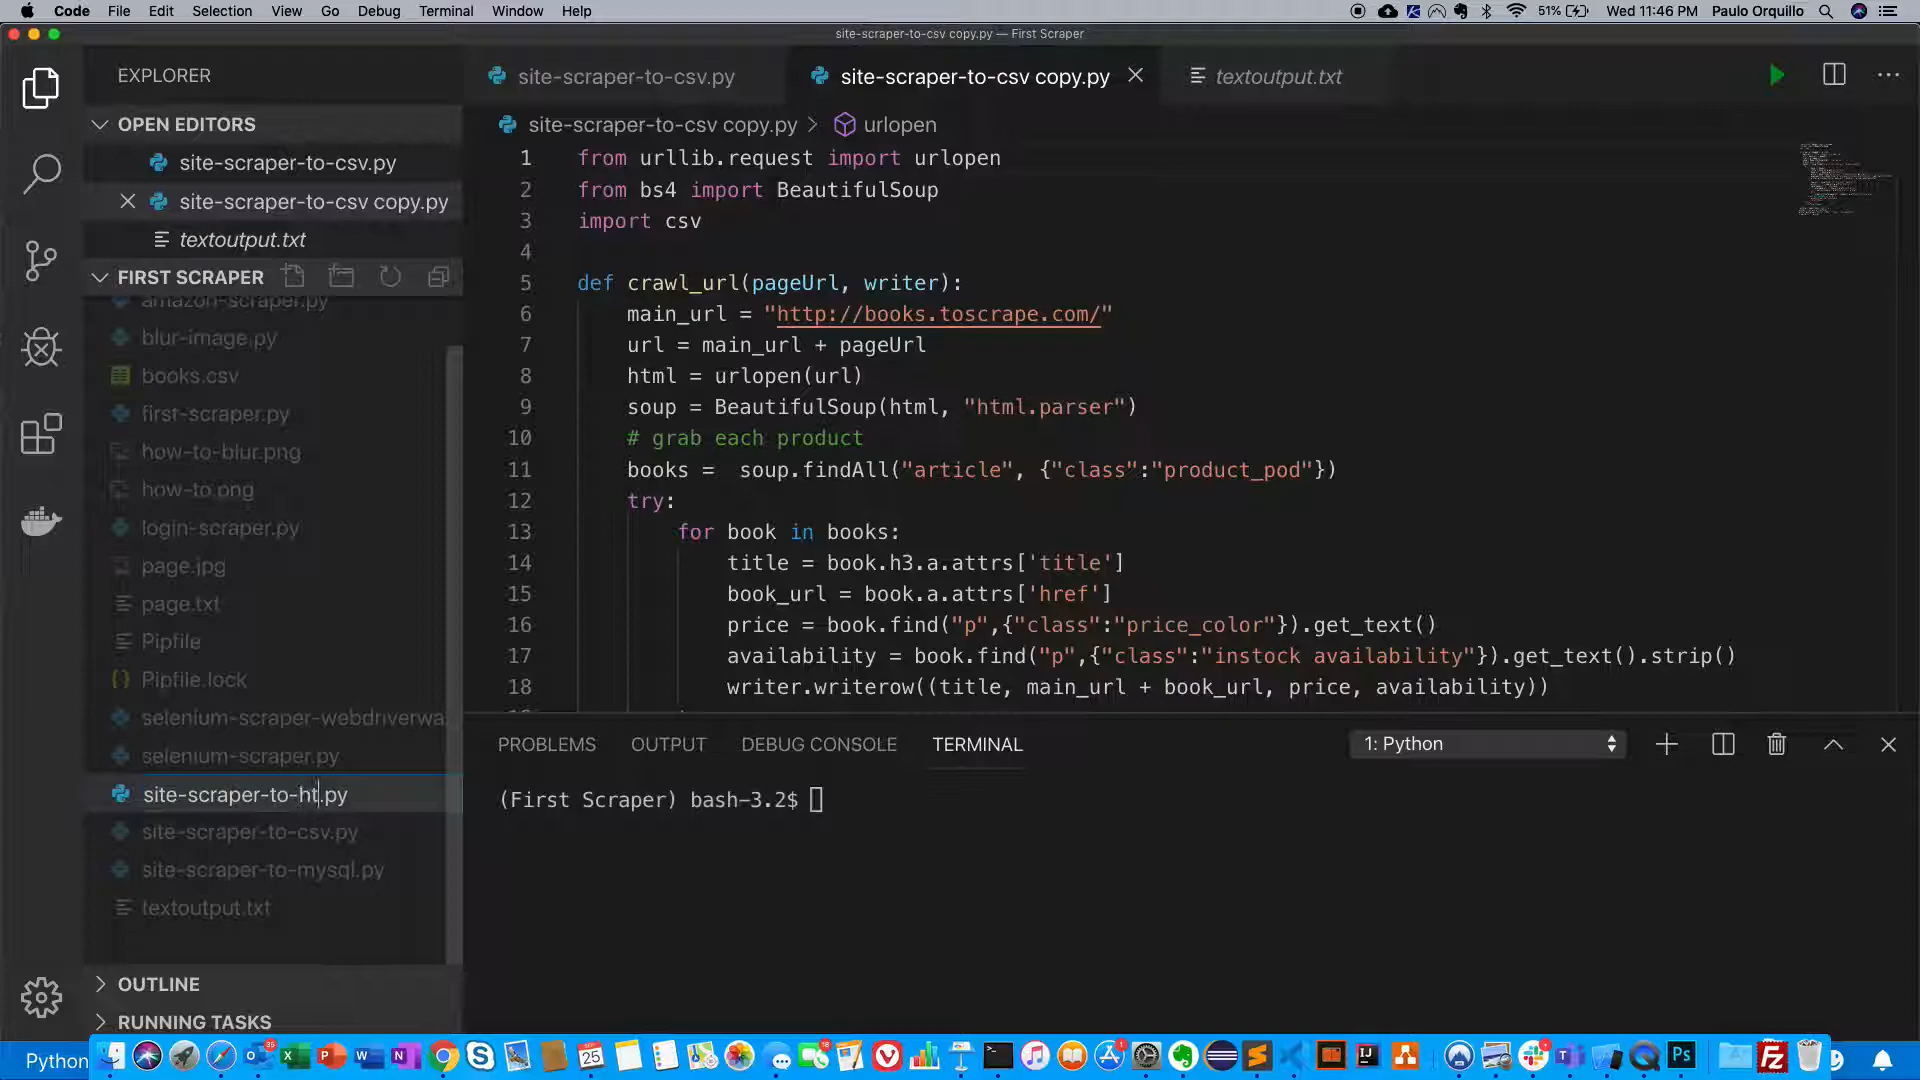 Code File Edit Selection View Go Debug Terminal Window Help 51% Wed 11:46 PM Paulo Orquillo
site-scraper-to-csv copy.py — First Scraper
EXPLORER
OPEN EDITORS
site-scraper-to-csv.py
site-scraper-to-csv copy.py
textoutput.txt
FIRST SCRAPER
amazon-scraper.py
blur-image.py
books.csv
first-scraper.py
how-to-blur.png
how-to.png
login-scraper.py
page.jpg
page.txt
Pipfile
Pipfile.lock
selenium-scraper-webdriverwa
selenium-scraper.py
site-scraper-to-ht.py
site-scraper-to-csv.py
site-scraper-to-mysql.py
textoutput.txt
OUTLINE
RUNNING TASKS
Python
site-scraper-to-csv.py site-scraper-to-csv copy.py textoutput.txt
site-scraper-to-csv copy.py > urlopen
1 from urllib.request import urlopen
2 from bs4 import BeautifulSoup
3 import csv
4
5 def crawl_url(pageUrl, writer):
6 main_url = "http://books.toscrape.com/"
7 url = main_url + pageUrl
8 html = urlopen(url)
9 soup = BeautifulSoup(html, "html.parser")
10 # grab each product
11 books =  soup.findAll("article", {"class":"product_pod"})
12 try:
13 for book in books:
14 title = book.h3.a.attrs['title']
15 book_url = book.a.attrs['href']
16 price = book.find("p",{"class":"price_color"}).get_text()
17 availability = book.find("p",{"class":"instock availability"}).get_text().strip()
18 writer.writerow((title, main_url + book_url, price, availability))
PROBLEMS OUTPUT DEBUG CONSOLE TERMINAL 1: Python
(First Scraper) bash-3.2$